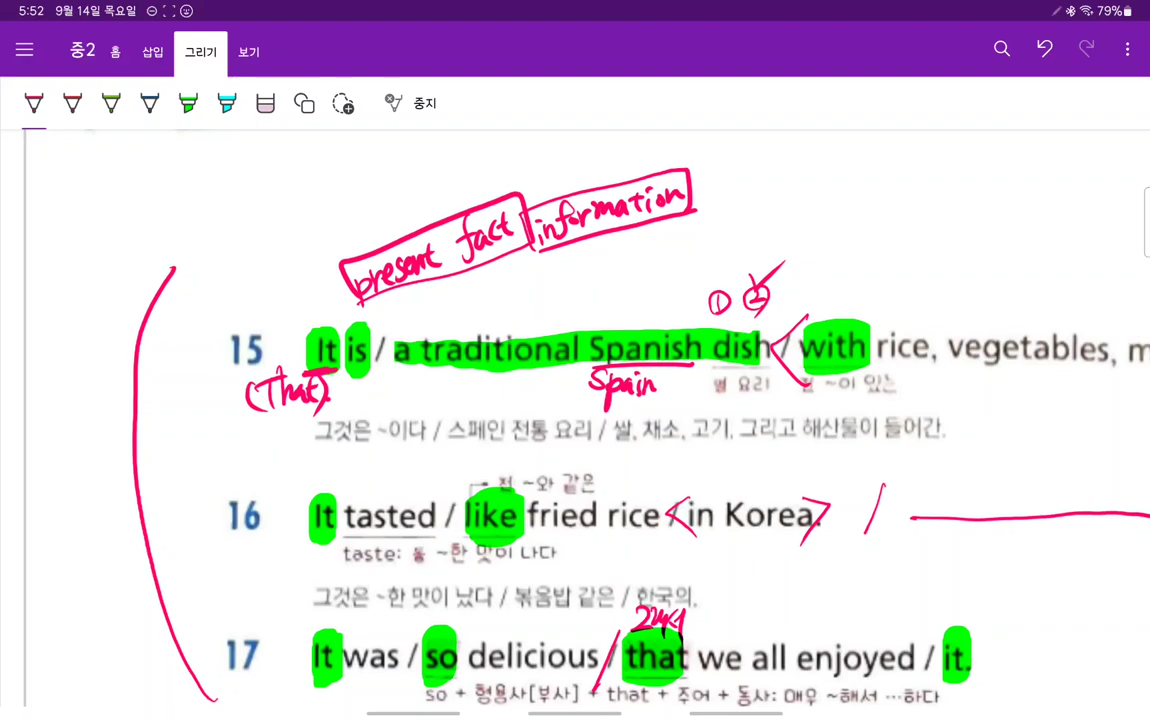 5:52 9월 14일 목요일 79%
중2 홈 삽입 그리기 보기
중지
present fact information
① ②
15 It is / a traditional Spanish dish / with rice, vegetables, m
(That) Spain 명 요리 전 ~이 있는
그것은 ~이다 / 스페인 전통 요리 / 쌀, 채소, 고기, 그리고 해산물이 들어간.
전 ~와 같은
16 It tasted / like fried rice / in Korea.
taste: 동 ~한 맛이 나다
그것은 ~한 맛이 났다 / 볶음밥 같은 / 한국의.
17 It was / so delicious / that we all enjoyed / it.
so + 형용사[부사] + that + 주어 + 동사: 매우 ~해서 …하다